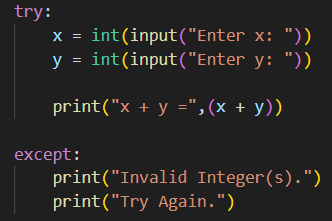 try:
    x = int(input("Enter x: "))
    y = int(input("Enter y: "))

    print("x + y =",(x + y))

except:
    print("Invalid Integer(s).")
    print("Try Again.")